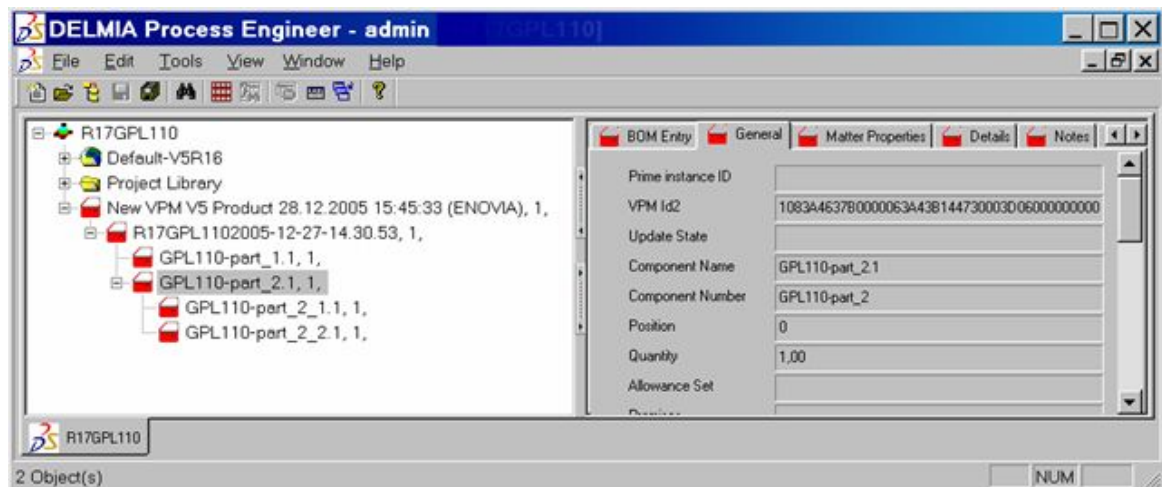 DELMIA Process Engineer - admin
File Edit Tools View Window Help
R17GPL110
Default-V5R16
Project Library
New VPM V5 Product 28.12.2005 15:45:33 (ENOVIA), 1,
R17GPL1102005-12-27-14.30.53, 1,
GPL110-part_1.1, 1,
GPL110-part_2.1, 1,
GPL110-part_2_1.1, 1,
GPL110-part_2_2.1, 1,
BOM Entry General Matter Properties Details Notes
Prime instance ID
VPM Id2 1083A4637B0000063A43B144730003D06000000000
Update State
Component Name GPL110-part_2.1
Component Number GPL110-part_2
Position 0
Quantity 1,00
Allowance Set
R17GPL110
2 Object(s) NUM